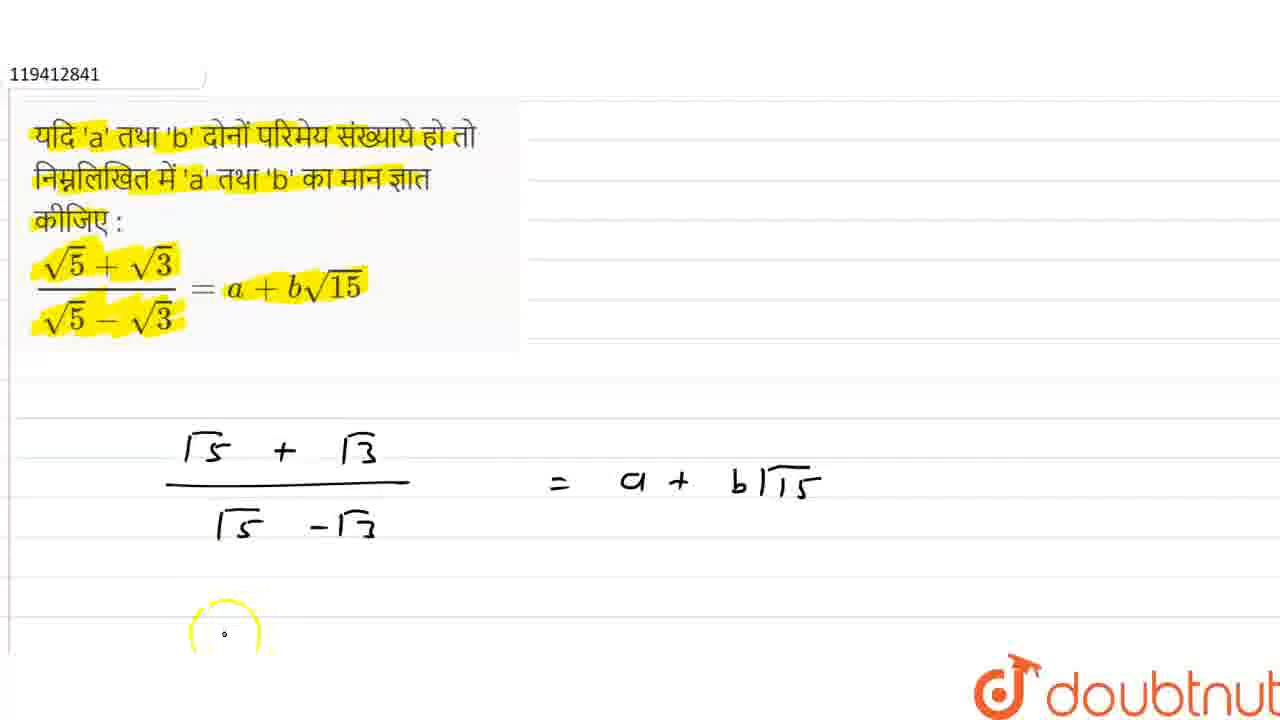 119412841
यदि 'a' तथा 'b' दोनों परिमेय संख्याये हो तो
निम्नलिखित में 'a' तथा 'b' का मान ज्ञात
कीजिए :
√5 + √3
√5 − √3
= a + b√15
√5 + √3
√5 - √3
= a + b√15
doubtnut